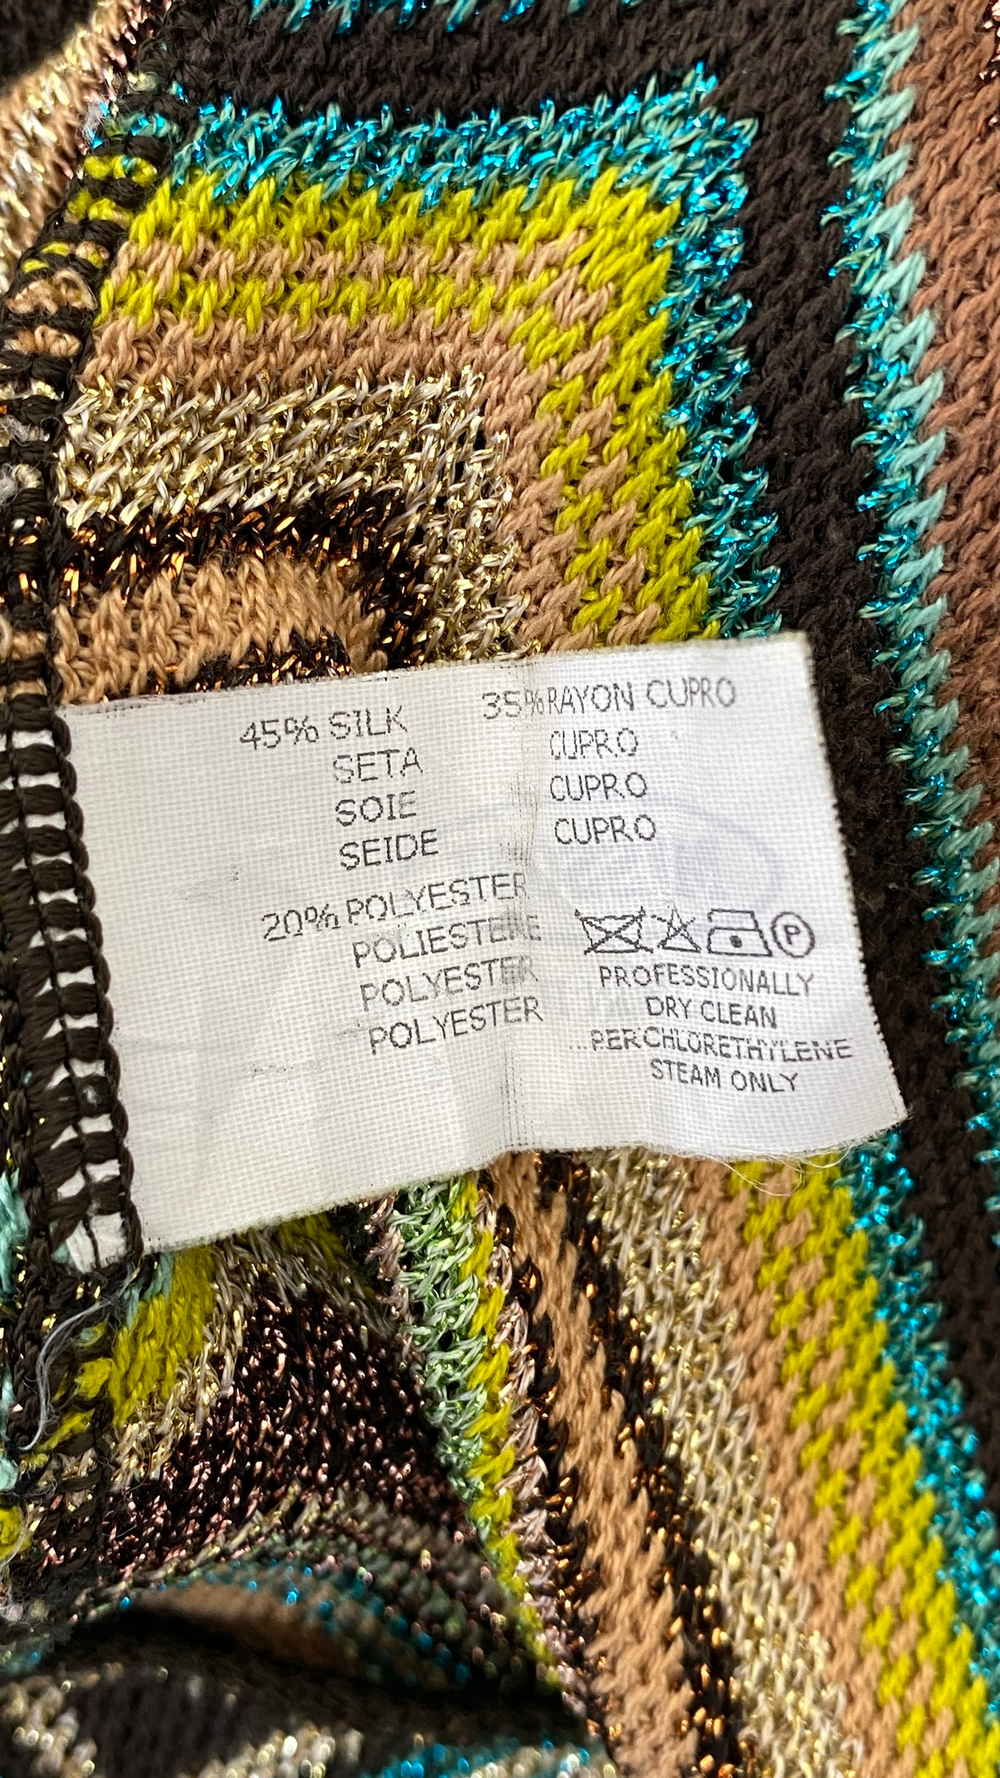 45% SILK
SETA
SOIE
SEIDE
35% RAYON CUPRO
CUPRO
CUPRO
CUPRO
20% POLYESTER
POLIESTERE
POLYESTER
POLYESTER
P
PROFESSIONALLY
DRY CLEAN
PERCHLORETHYLENE
STEAM ONLY